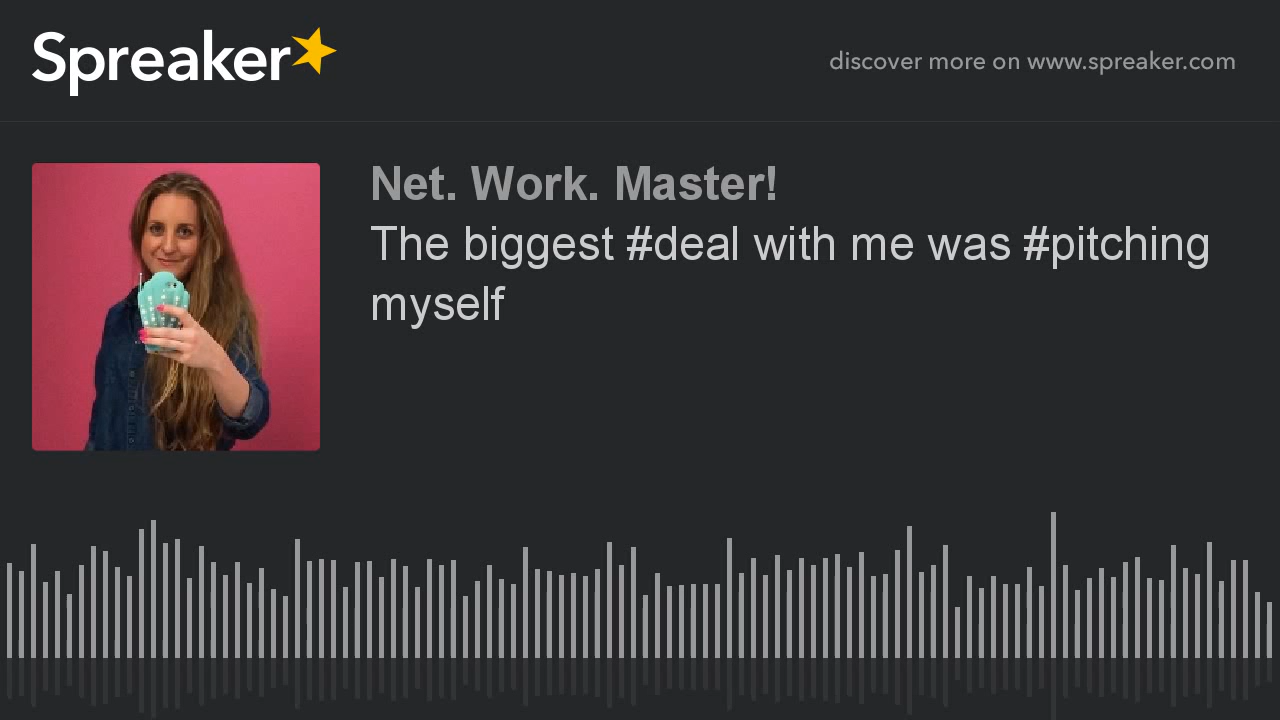 Spreaker
discover more on www.spreaker.com
Net. Work. Master!
The biggest #deal with me was #pitching
myself